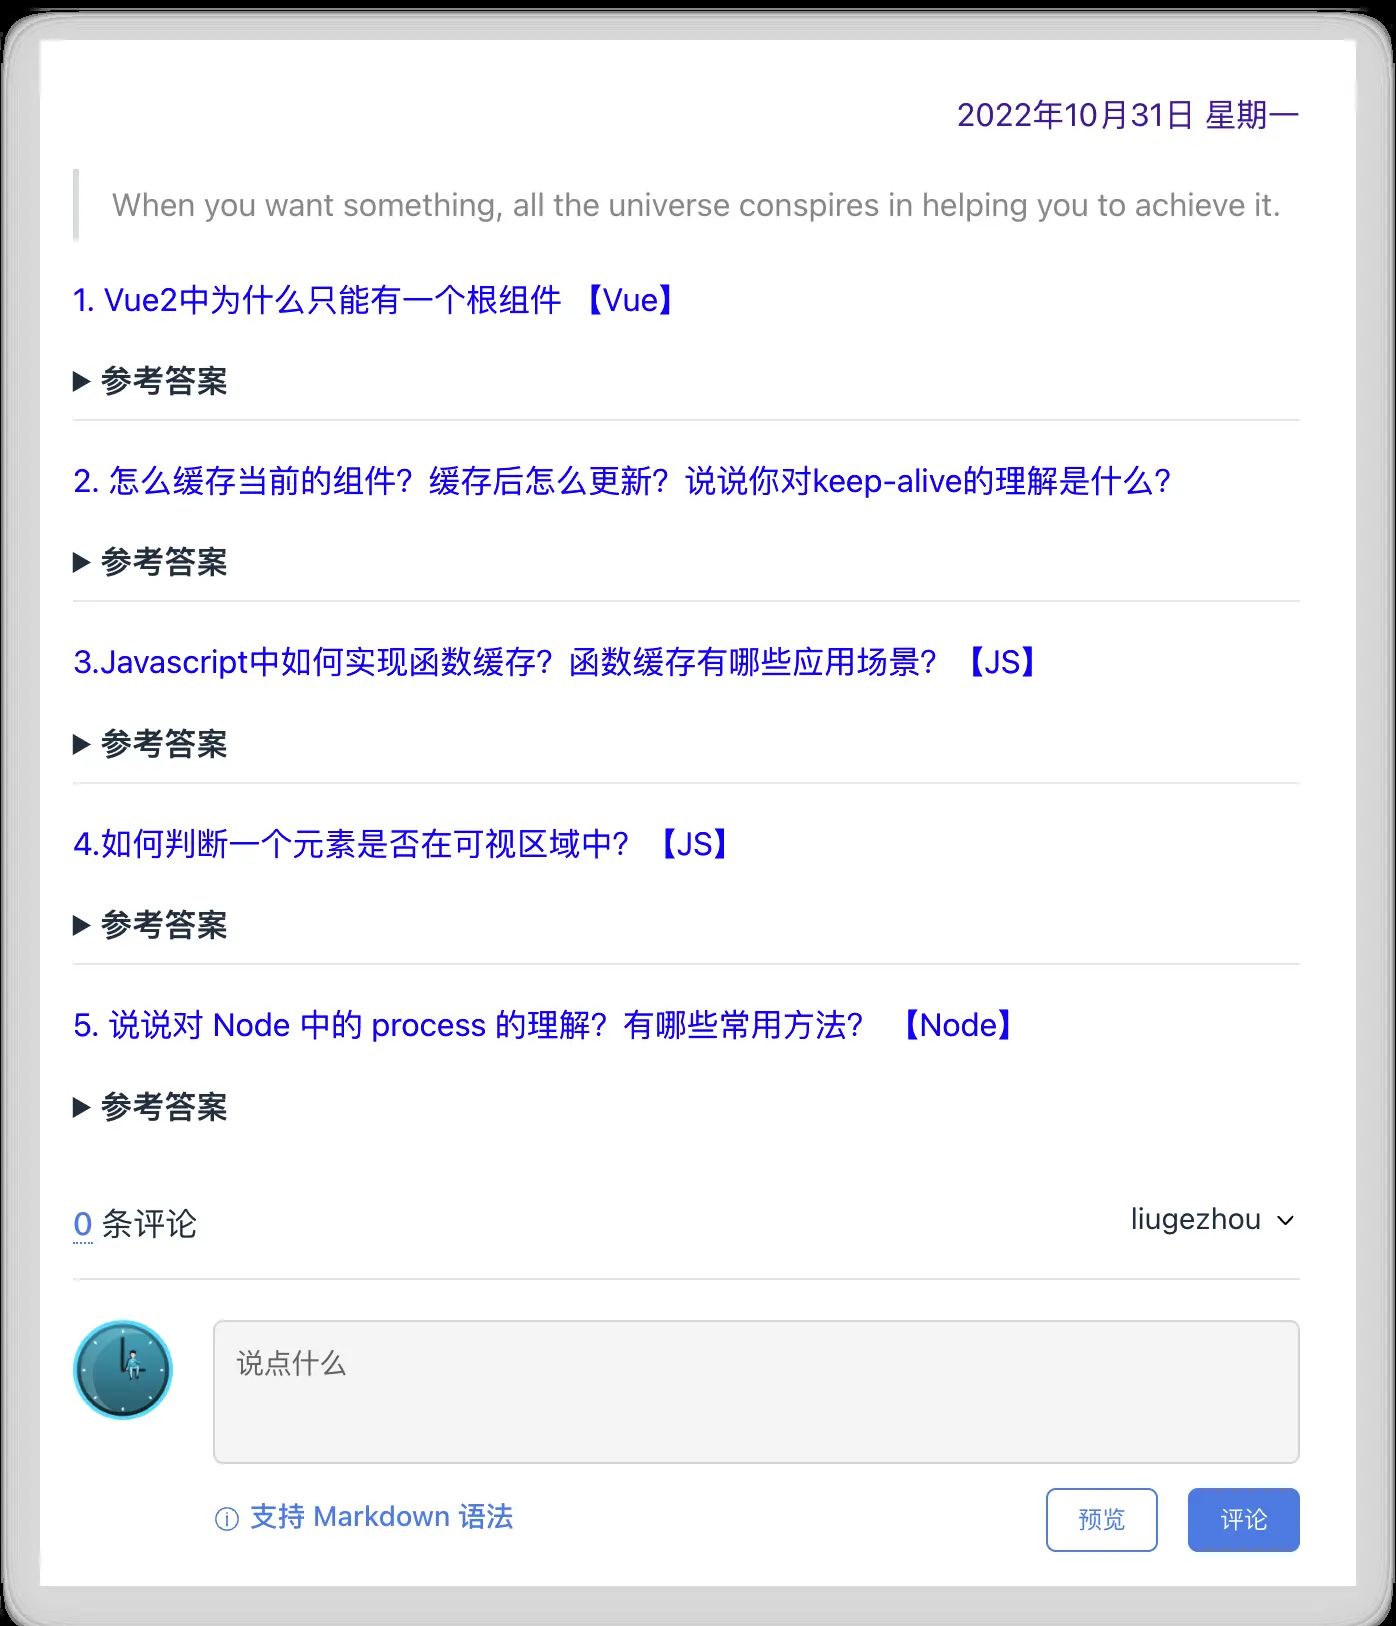 2022年10月31日 星期一
When you want something, all the universe conspires in helping you to achieve it.
1. Vue2中为什么只能有一个根组件 【Vue】
▶ 参考答案
2. 怎么缓存当前的组件？缓存后怎么更新？说说你对keep-alive的理解是什么？
▶ 参考答案
3.Javascript中如何实现函数缓存？函数缓存有哪些应用场景？ 【JS】
▶ 参考答案
4.如何判断一个元素是否在可视区域中？ 【JS】
▶ 参考答案
5. 说说对 Node 中的 process 的理解？有哪些常用方法？ 【Node】
▶ 参考答案
0 条评论
liugezhou
说点什么
支持 Markdown 语法
预览
评论